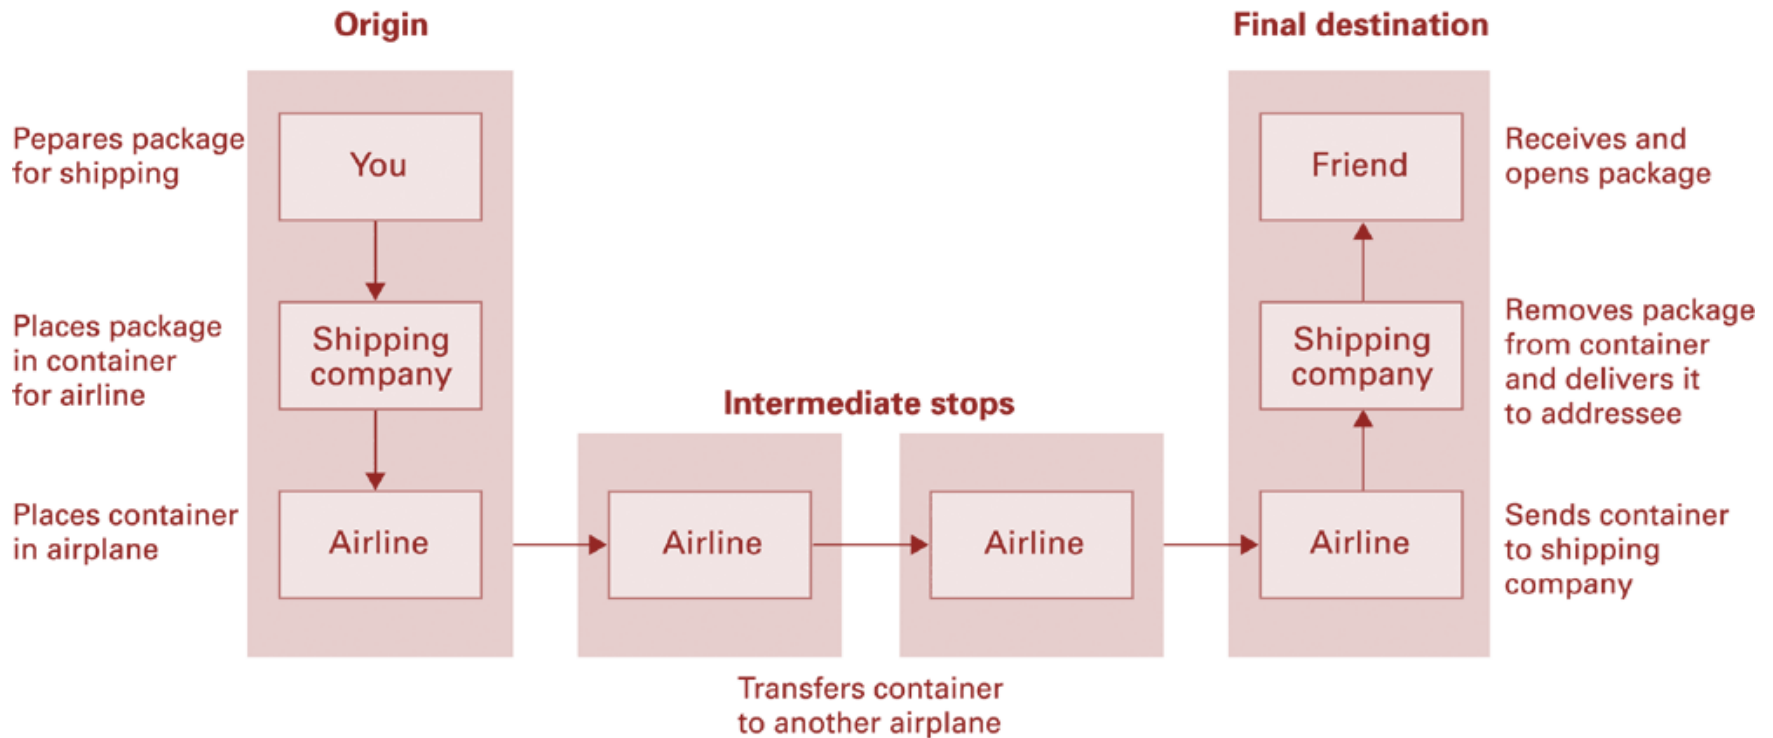 Origin
Final destination
Pepares package
for shipping
You
Friend
Receives and
opens package
Places package
in container
for airline
Shipping
company
Shipping
company
Removes package
from container
and delivers it
to addressee
Intermediate stops
Places container
in airplane
Airline
Airline
Airline
Airline
Sends container
to shipping
company
Transfers container
to another airplane